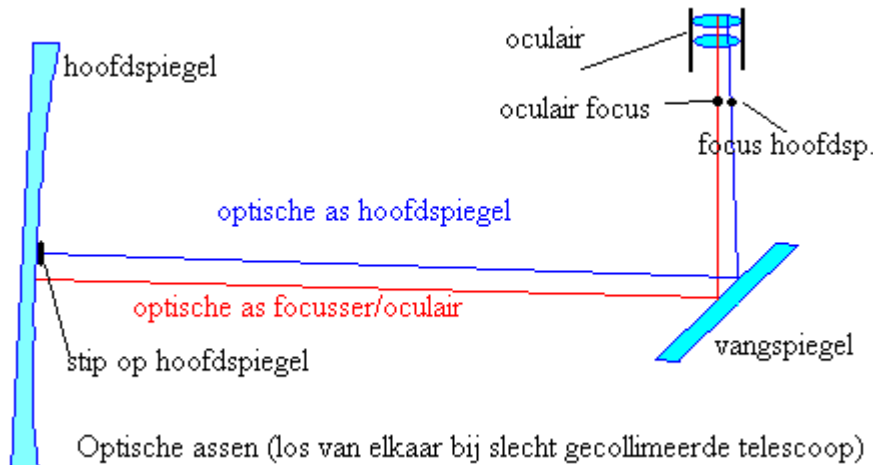 oculair
hoofdspiegel
oculair focus
focus hoofdsp.
optische as hoofdspiegel
optische as focusser/oculair
vangspiegel
stip op hoofdspiegel
Optische assen (los van elkaar bij slecht gecollimeerde telescoop)